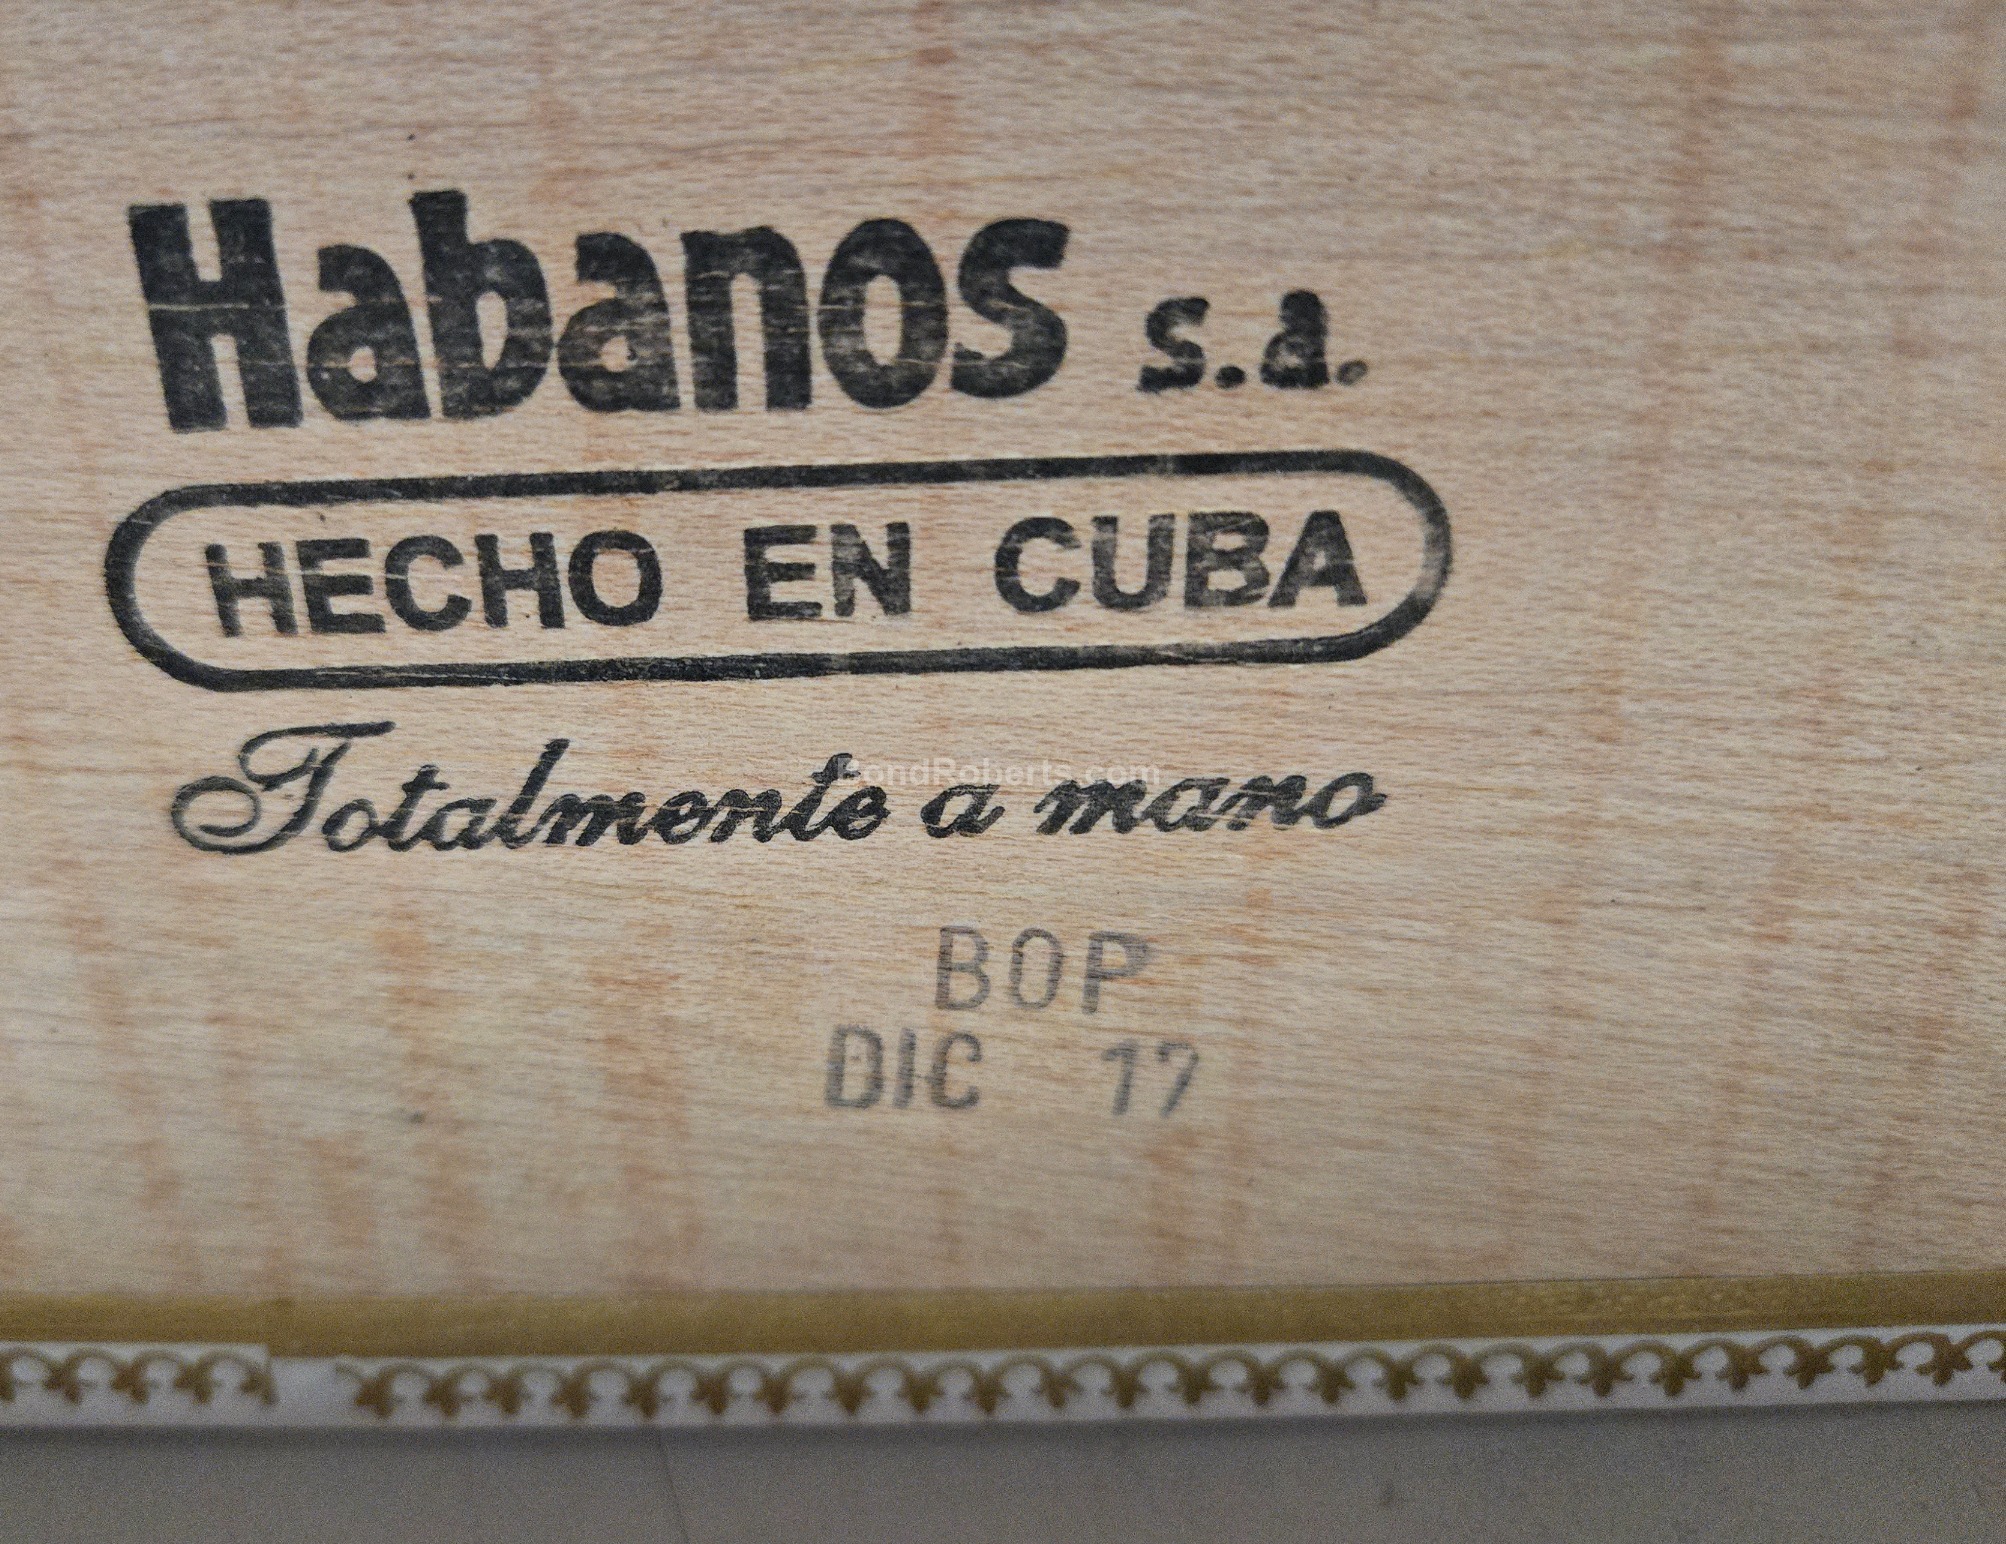 Habanos s.a.
HECHO EN CUBA
Totalmente a mano
BondRoberts.com
BOP
DIC 17